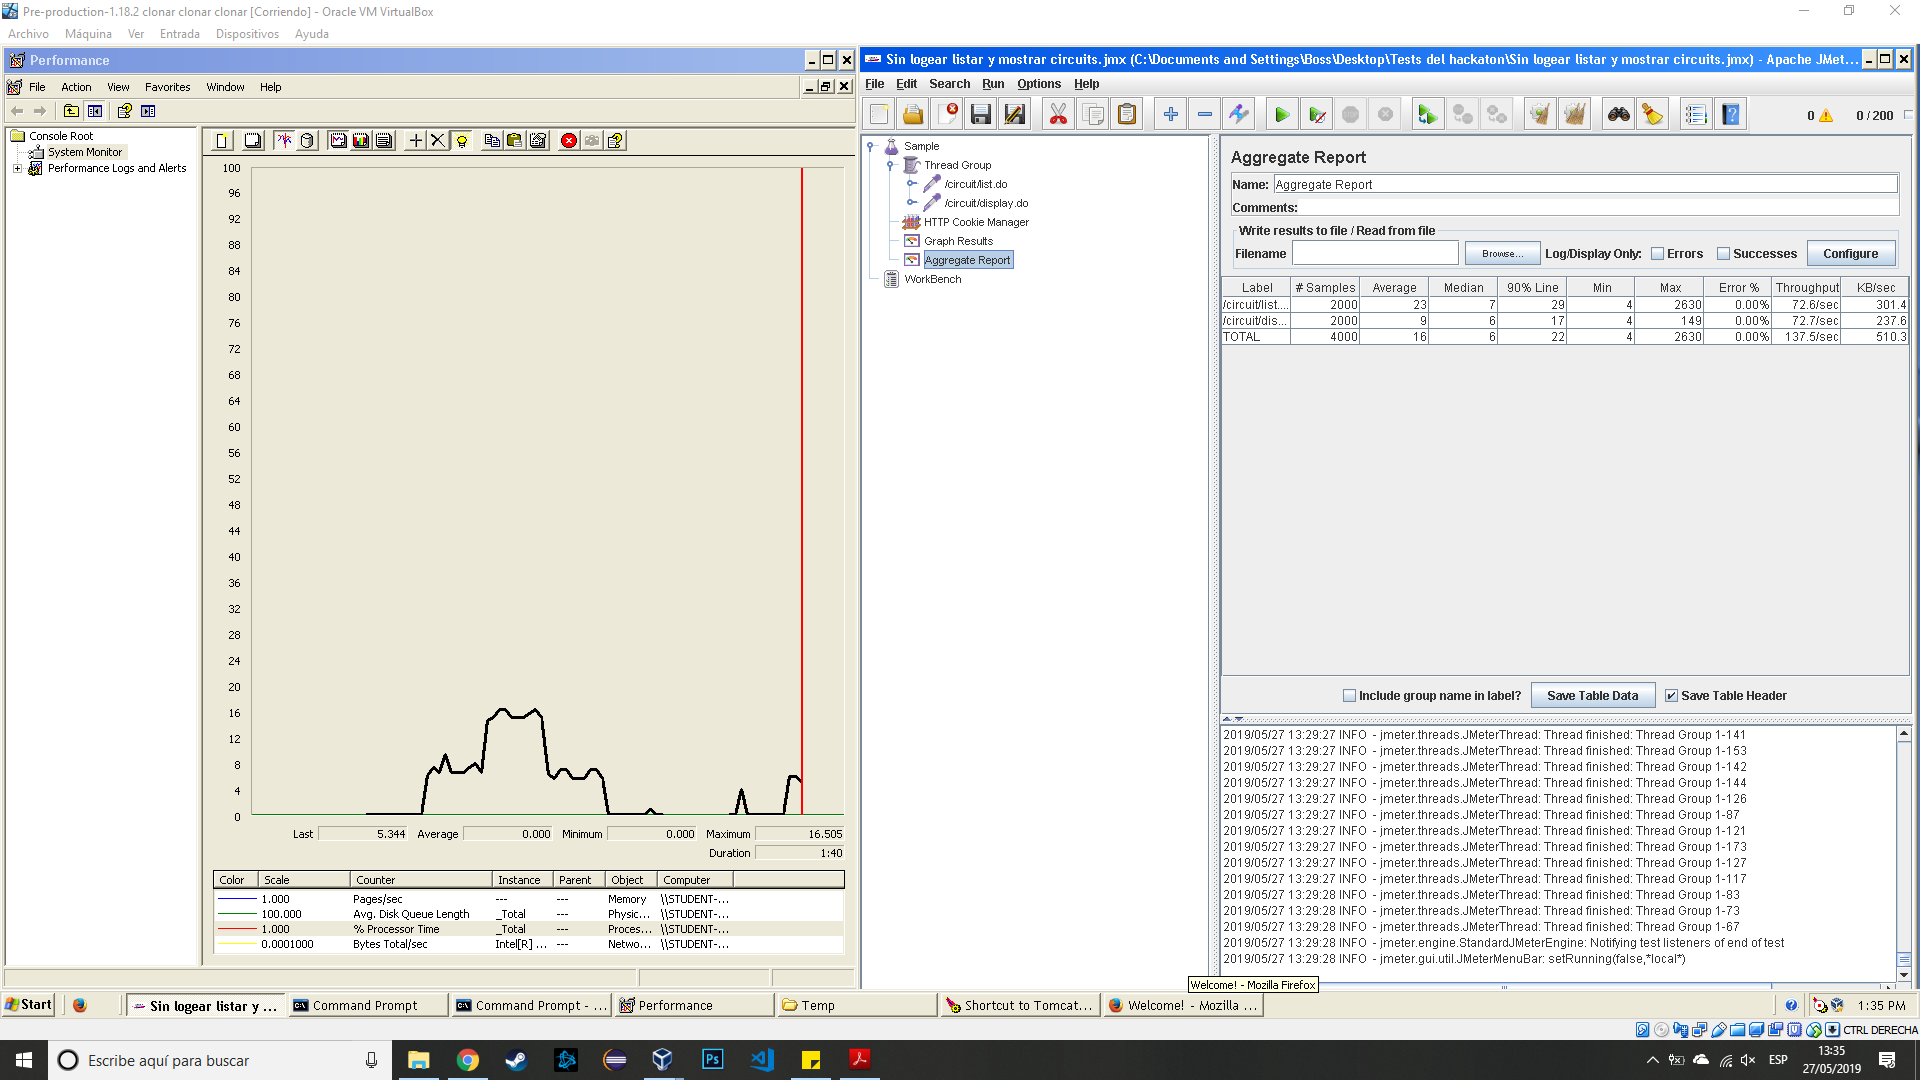 Pre-production-1.18.2 clonar clonar clonar [Corriendo] - Oracle VM VirtualBox
Archivo Máquina Ver Entrada Dispositivos Ayuda
Performance
File Action View Favorites Window Help
Console Root
System Monitor
Performance Logs and Alerts
100
96
92
88
84
80
76
72
68
64
60
56
52
48
44
40
36
32
28
24
20
16
12
8
4
0
Last 5.344 Average 0.000 Minimum 0.000 Maximum 16.505
Duration 1:40
Color Scale Counter Instance Parent Object Computer
1.000 Pages/sec --- --- Memory \\STUDENT-...
100.000 Avg. Disk Queue Length _Total --- Physic... \\STUDENT-...
1.000 % Processor Time _Total --- Proces... \\STUDENT-...
0.0001000 Bytes Total/sec Intel[R] ... --- Netwo... \\STUDENT-...
Sin logear listar y mostrar circuits.jmx (C:\Documents and Settings\Boss\Desktop\Tests del hackaton\Sin logear listar y mostrar circuits.jmx) - Apache JMet...
File Edit Search Run Options Help
0 0 / 200
Sample
Thread Group
/circuit/list.do
/circuit/display.do
HTTP Cookie Manager
Graph Results
Aggregate Report
WorkBench
Aggregate Report
Name: Aggregate Report
Comments:
Write results to file / Read from file
Filename Browse... Log/Display Only: Errors Successes Configure
Label # Samples Average Median 90% Line Min Max Error % Throughput KB/sec
/circuit/list.... 2000 23 7 29 4 2630 0.00% 72.6/sec 301.4
/circuit/dis... 2000 9 6 17 4 149 0.00% 72.7/sec 237.6
TOTAL 4000 16 6 22 4 2630 0.00% 137.5/sec 510.3
Include group name in label? Save Table Data Save Table Header
2019/05/27 13:29:27 INFO - jmeter.threads.JMeterThread: Thread finished: Thread Group 1-141
2019/05/27 13:29:27 INFO - jmeter.threads.JMeterThread: Thread finished: Thread Group 1-153
2019/05/27 13:29:27 INFO - jmeter.threads.JMeterThread: Thread finished: Thread Group 1-142
2019/05/27 13:29:27 INFO - jmeter.threads.JMeterThread: Thread finished: Thread Group 1-144
2019/05/27 13:29:27 INFO - jmeter.threads.JMeterThread: Thread finished: Thread Group 1-126
2019/05/27 13:29:27 INFO - jmeter.threads.JMeterThread: Thread finished: Thread Group 1-87
2019/05/27 13:29:27 INFO - jmeter.threads.JMeterThread: Thread finished: Thread Group 1-121
2019/05/27 13:29:27 INFO - jmeter.threads.JMeterThread: Thread finished: Thread Group 1-173
2019/05/27 13:29:27 INFO - jmeter.threads.JMeterThread: Thread finished: Thread Group 1-127
2019/05/27 13:29:27 INFO - jmeter.threads.JMeterThread: Thread finished: Thread Group 1-117
2019/05/27 13:29:28 INFO - jmeter.threads.JMeterThread: Thread finished: Thread Group 1-83
2019/05/27 13:29:28 INFO - jmeter.threads.JMeterThread: Thread finished: Thread Group 1-73
2019/05/27 13:29:28 INFO - jmeter.threads.JMeterThread: Thread finished: Thread Group 1-67
2019/05/27 13:29:28 INFO - jmeter.engine.StandardJMeterEngine: Notifying test listeners of end of test
2019/05/27 13:29:28 INFO - jmeter.gui.util.JMeterMenuBar: setRunning(false,*local*)
Welcome! - Mozilla Firefox
Start Sin logear listar y ... Command Prompt Command Prompt - ... Performance Temp Shortcut to Tomcat... Welcome! - Mozilla ... 1:35 PM
CTRL DERECHA
Escribe aquí para buscar Ps ESP 13:35
27/05/2019